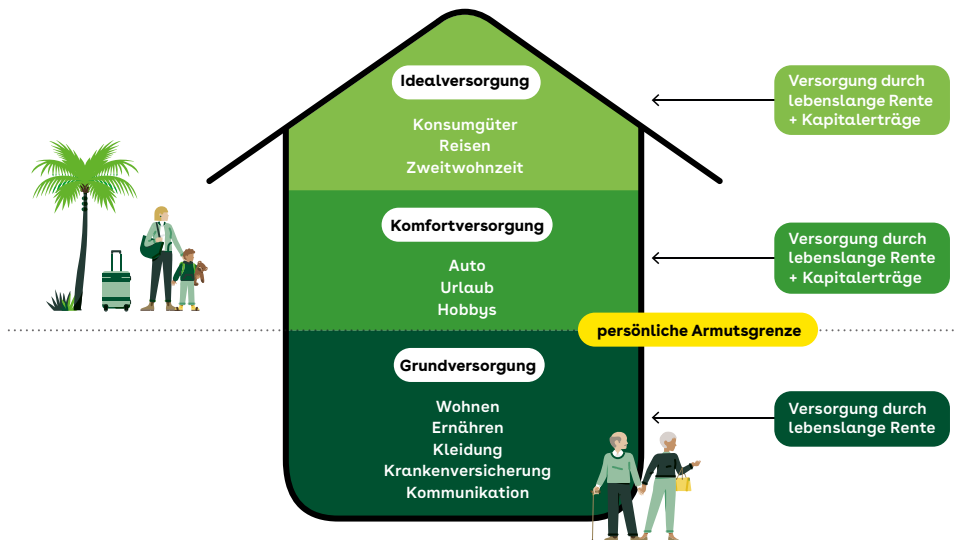 Idealversorgung
Konsumgüter
Reisen
Zweitwohnzeit
Versorgung durch
lebenslange Rente
+ Kapitalerträge
Komfortversorgung
Auto
Urlaub
Hobbys
Versorgung durch
lebenslange Rente
+ Kapitalerträge
persönliche Armutsgrenze
Grundversorgung
Wohnen
Ernähren
Kleidung
Krankenversicherung
Kommunikation
Versorgung durch
lebenslange Rente